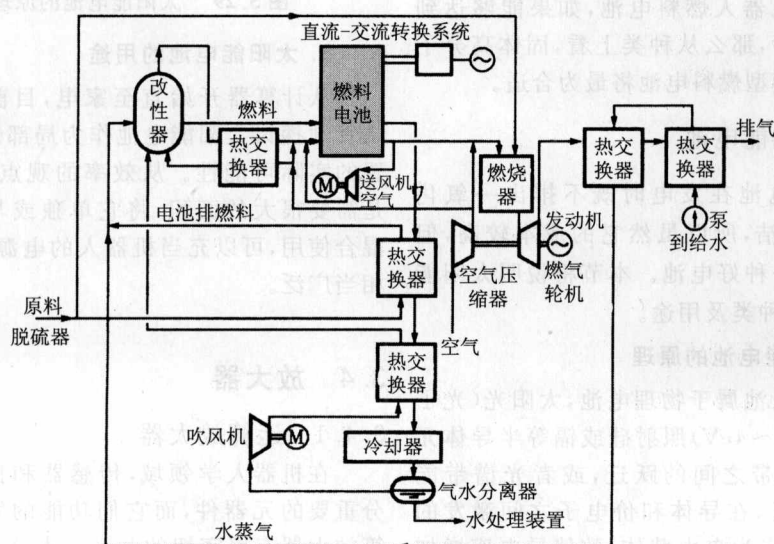 直流-交流转换系统
改性器
燃料
燃料电池
热交换器
M
送风机
空气
燃烧器
热交换器
热交换器
排气
泵
到给水
电池排燃料
发动机
燃气轮机
空气压缩器
热交换器
原料
脱硫器
空气
热交换器
吹风机
M
冷却器
气水分离器
水处理装置
水蒸气